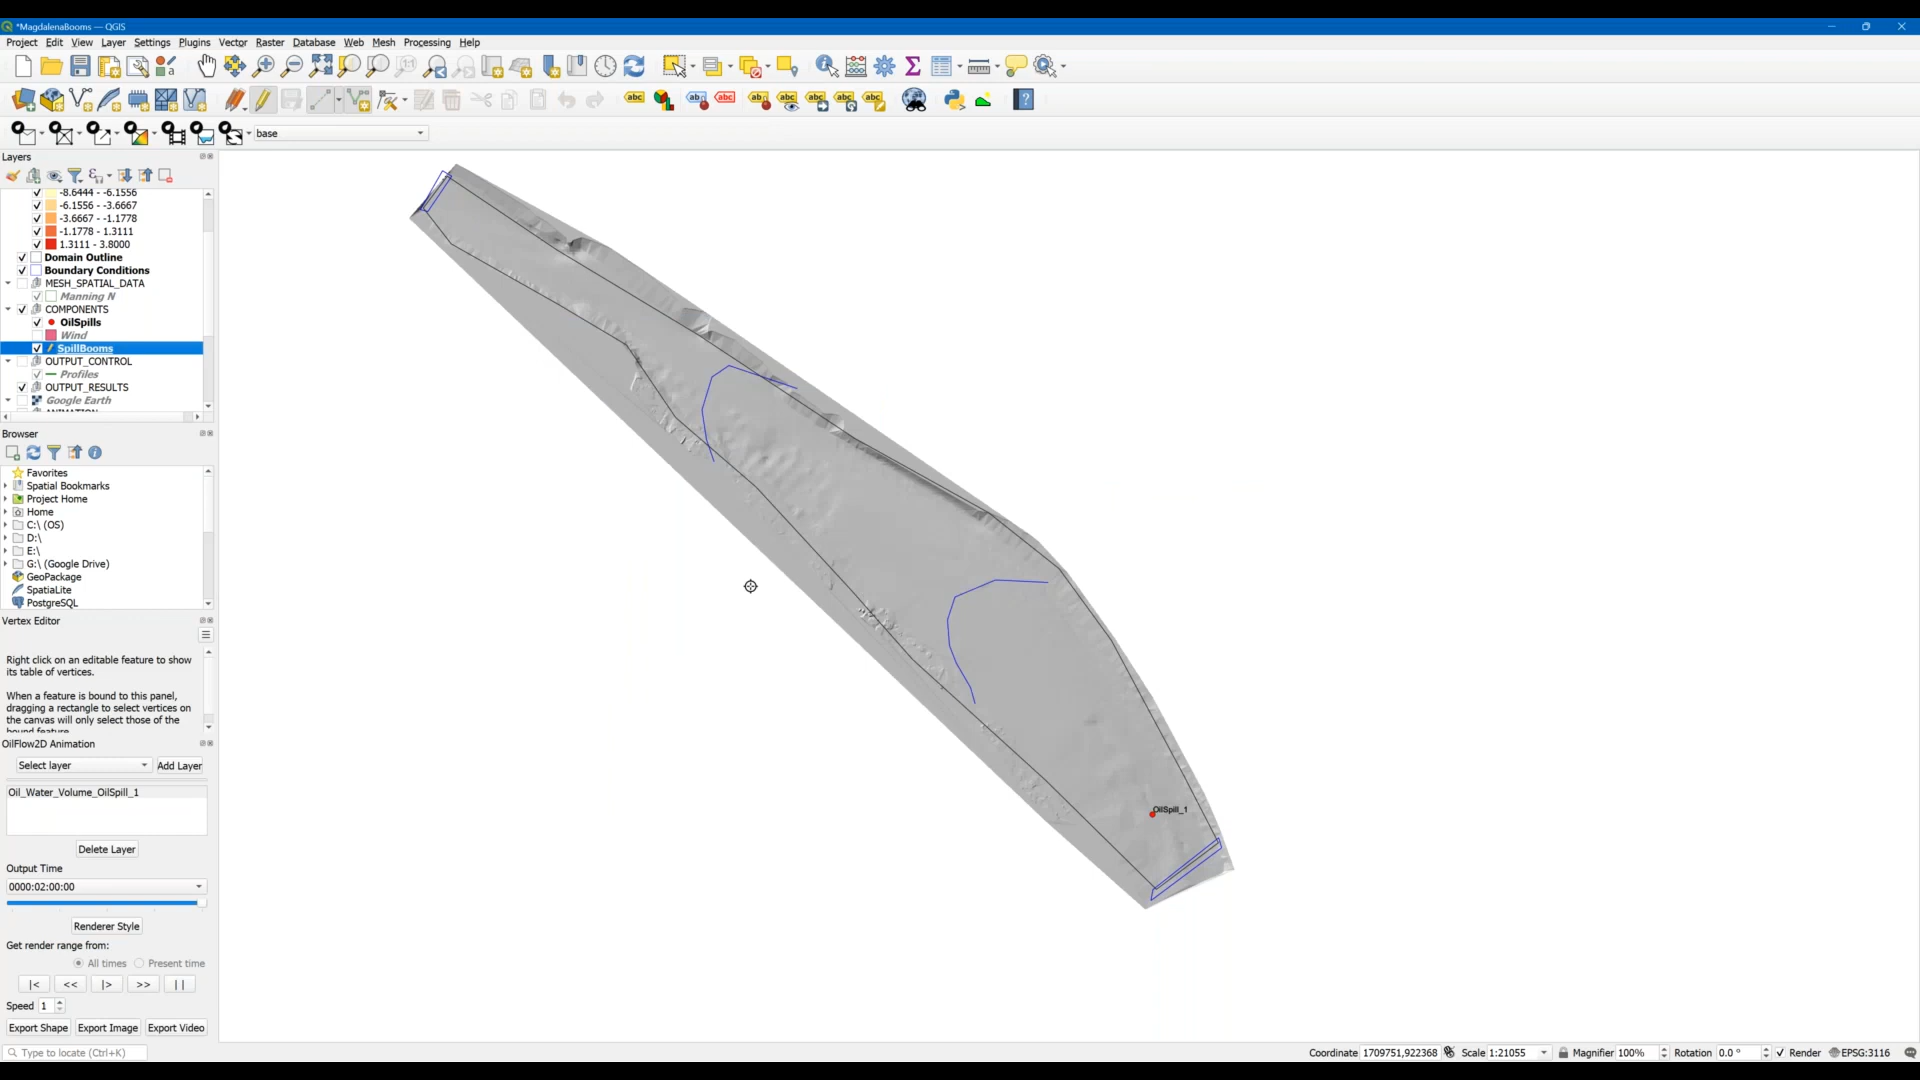 *MagdalenaBooms — QGIS
Project Edit View Layer Settings Plugins Vector Raster Database Web Mesh Processing Help
base
Layers
-8.6444 - -6.1556
-6.1556 - -3.6667
-3.6667 - -1.1778
-1.1778 - 1.3111
1.3111 - 3.8000
Domain Outline
Boundary Conditions
MESH_SPATIAL_DATA
Manning N
COMPONENTS
OilSpills
Wind
SpillBooms
OUTPUT_CONTROL
Profiles
OUTPUT_RESULTS
Google Earth
Browser
Favorites
Spatial Bookmarks
Project Home
Home
C:\ (OS)
D:\
E:\
G:\ (Google Drive)
GeoPackage
SpatiaLite
PostgreSQL
Vertex Editor
Right click on an editable feature to show
its table of vertices.
When a feature is bound to this panel,
dragging a rectangle to select vertices on
the canvas will only select those of the
bound feature.
OilFlow2D Animation
Select layer Add Layer
Oil_Water_Volume_OilSpill_1
Delete Layer
Output Time
0000:02:00:00
Renderer Style
Get render range from:
All times Present time
|< << |> >> ||
Speed 1
Export Shape Export Image Export Video
Type to locate (Ctrl+K)
OilSpill_1
Coordinate 1709751,922368 Scale 1:21055 Magnifier 100% Rotation 0.0 ° Render EPSG:3116